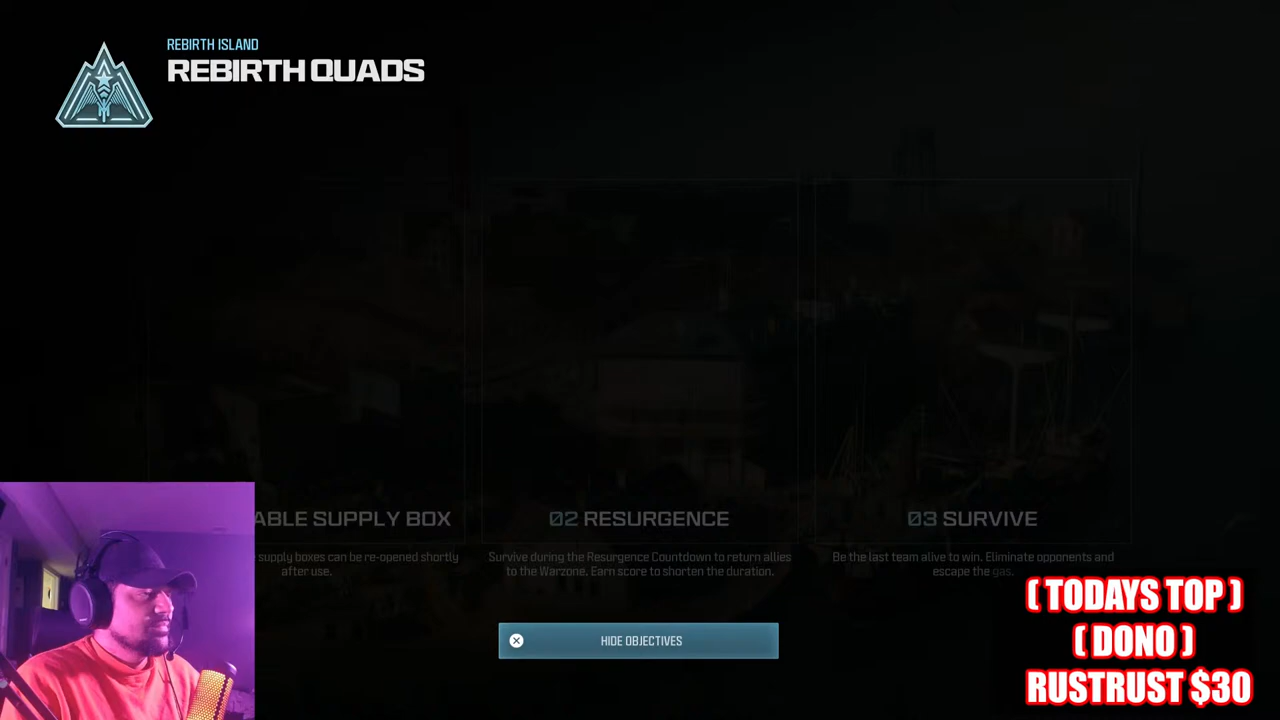 REBIRTH ISLAND
REBIRTH QUADS
ABLE SUPPLY BOX
supply boxes can be re-opened shortly
after use.
02 RESURGENCE
Survive during the Resurgence Countdown to return allies
to the Warzone. Earn score to shorten the duration.
03 SURVIVE
Be the last team alive to win. Eliminate opponents and
escape the gas.
HIDE OBJECTIVES
( TODAYS TOP )
( DONO )
RUSTRUST $30